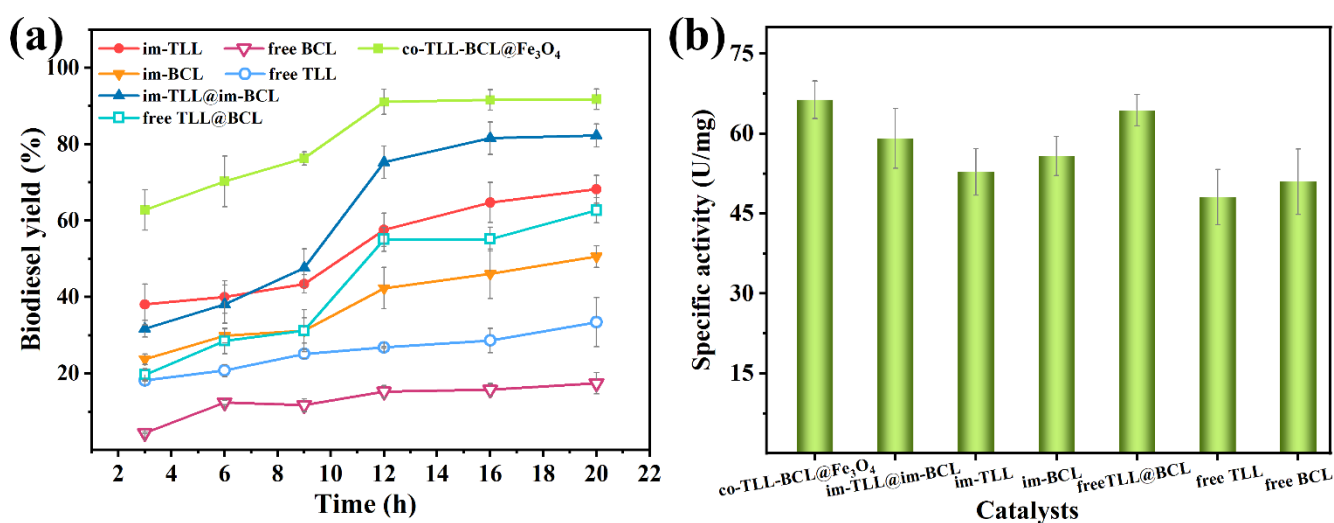 (a)
im-TLL
free BCL
co-TLL-BCL@Fe₃O₄
im-BCL
free TLL
im-TLL@im-BCL
free TLL@BCL
Biodiesel yield (%)
100
80
60
40
20
2 4 6 8 10 12 14 16 18 20 22
Time (h)
(b)
Specific activity (U/mg)
75
60
45
30
15
co-TLL-BCL@Fe₃O₄
im-TLL@im-BCL
im-TLL
im-BCL
freeTLL@BCL
free TLL
free BCL
Catalysts